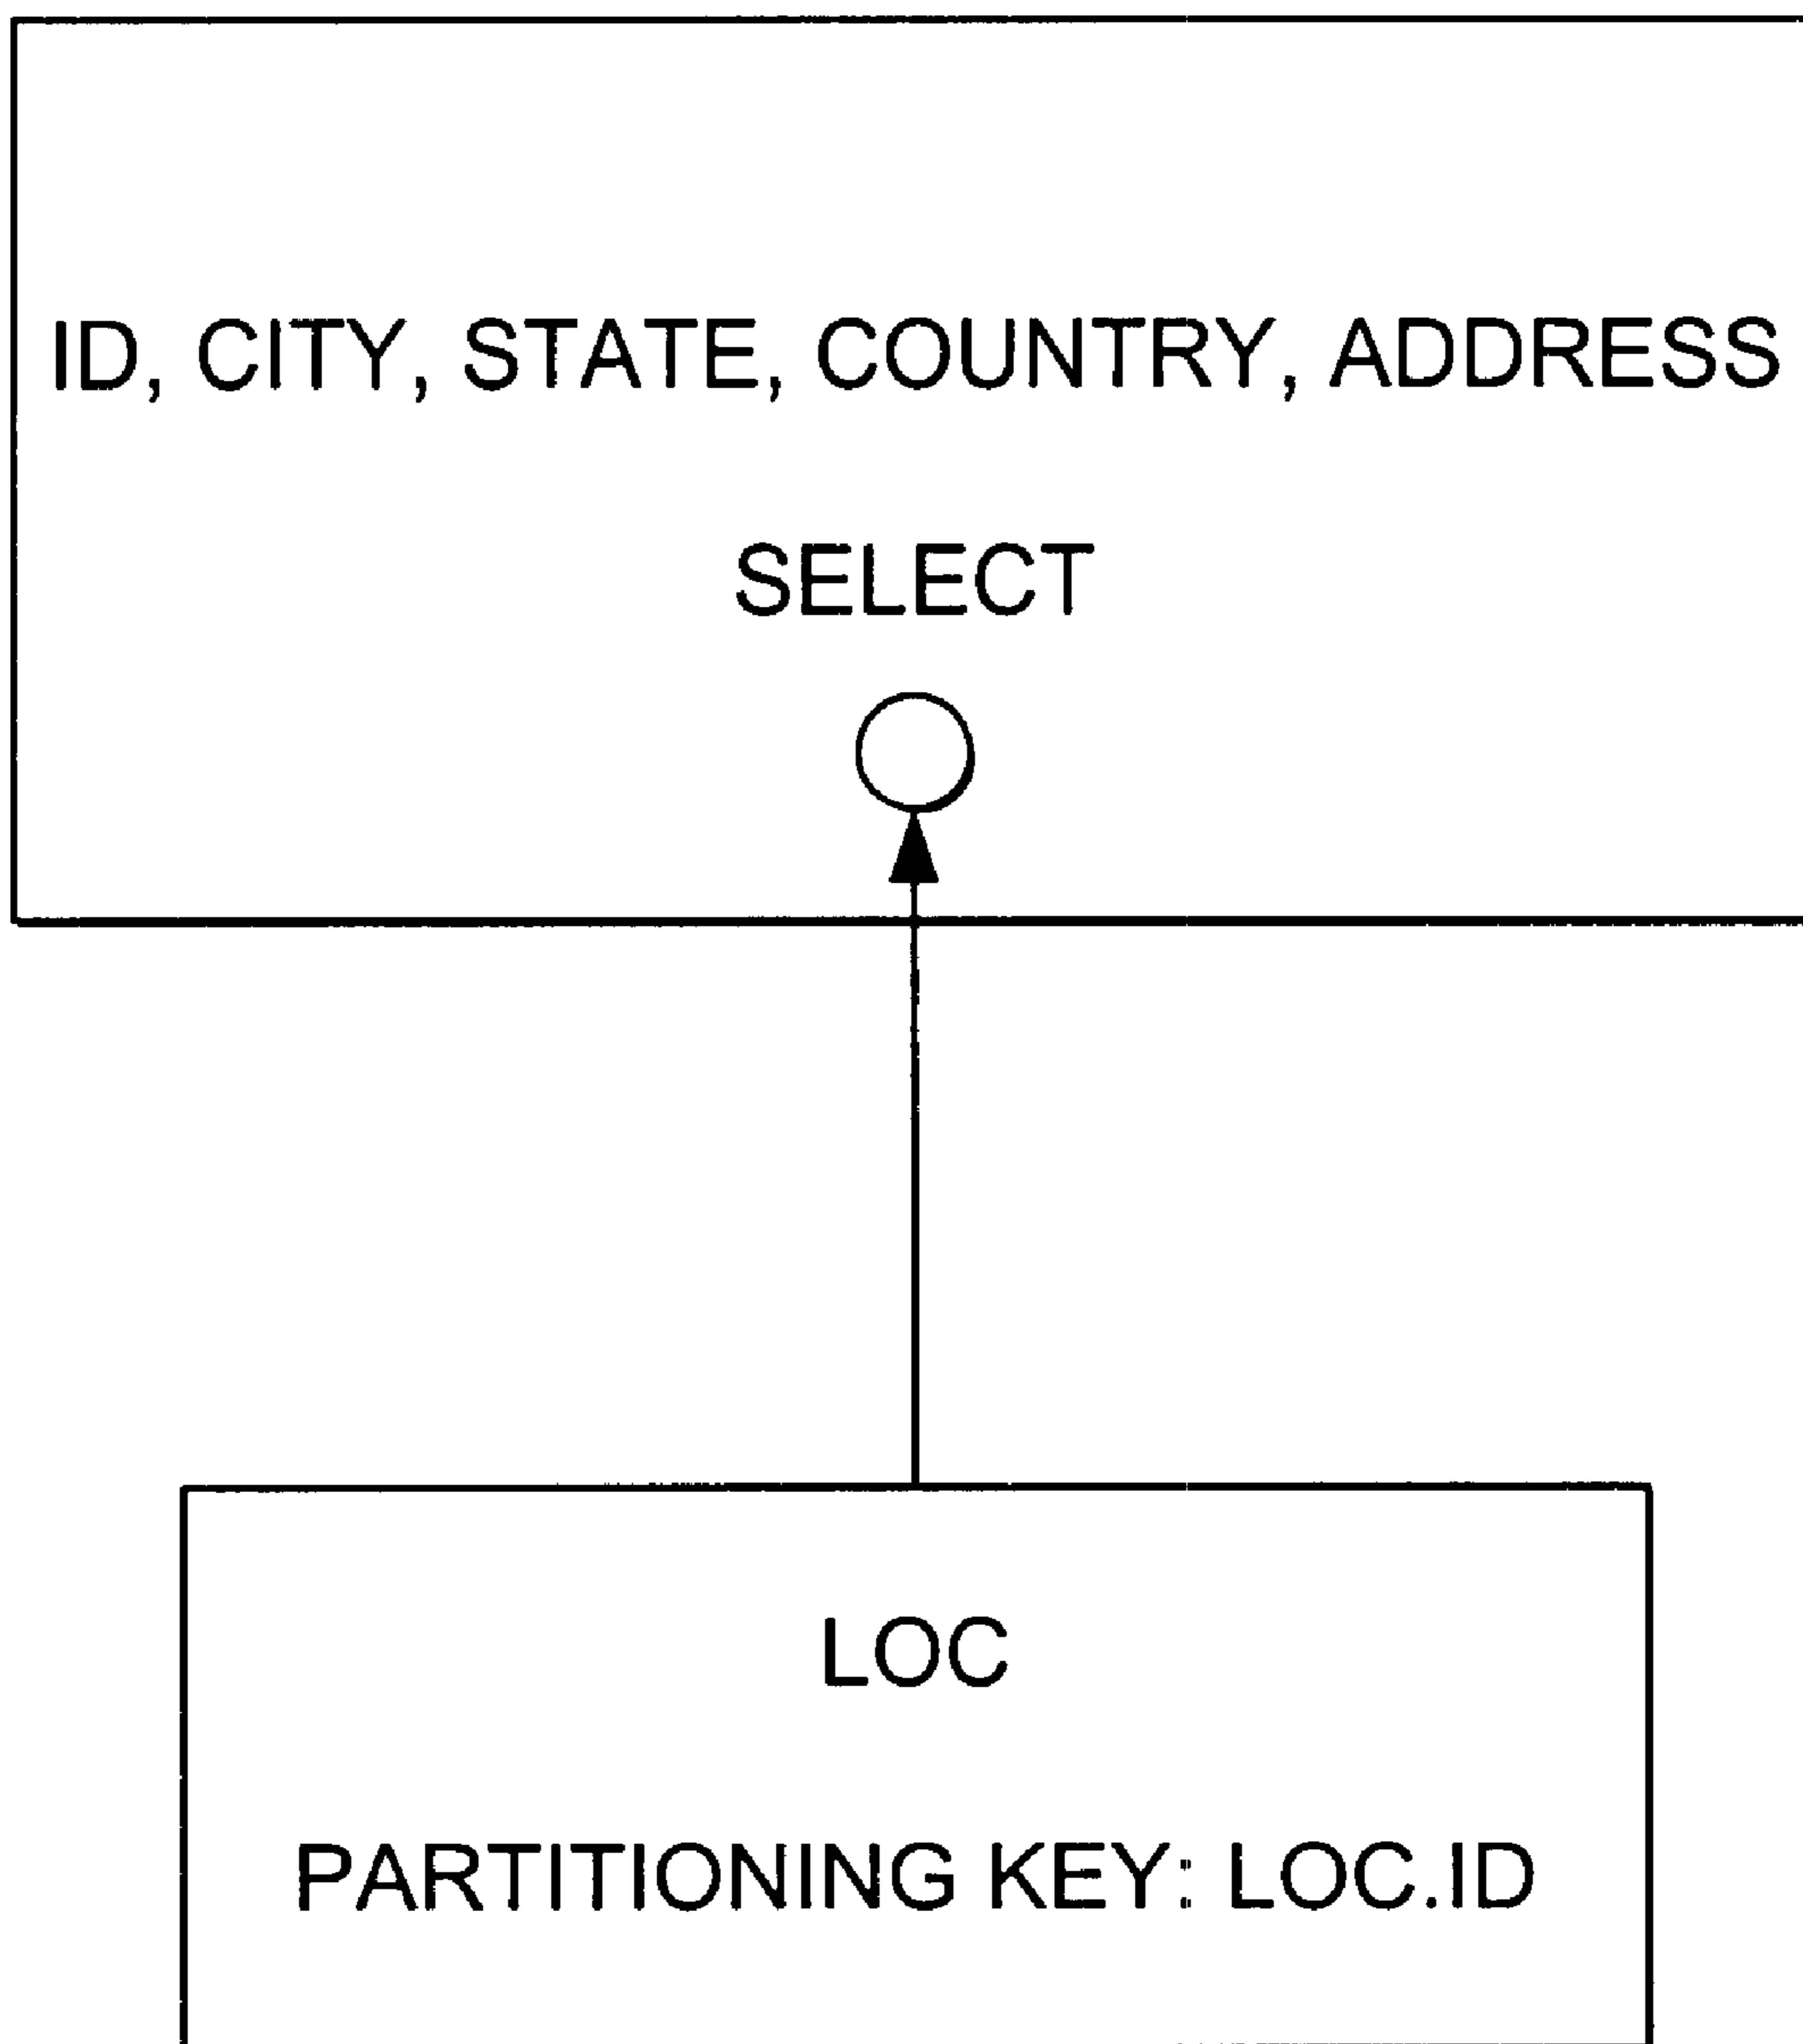 ID, CITY, STATE, COUNTRY, ADDRESS
SELECT
LOC
PARTITIONING KEY: LOC.ID